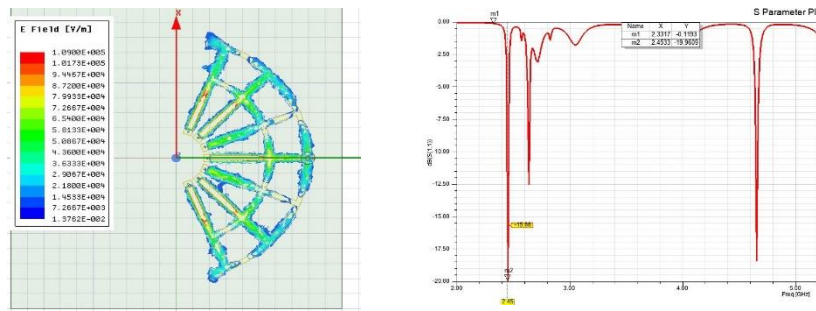 E Field [V/m]
1.0900E+005
1.0173E+005
9.4467E+004
8.7200E+004
7.9933E+004
7.2667E+004
6.5400E+004
5.8133E+004
5.0867E+004
4.3600E+004
3.6333E+004
2.9067E+004
2.1800E+004
1.4533E+004
7.2667E+003
1.3762E-002
X
S Parameter Pl
m1
Name X Y
m1 2.3317 -0.1193
m2 2.4533 -19.9609
0.00
-2.50
-5.00
-7.50
-10.00
-12.50
-15.00
17.50
-20.00
dB(S(1,1))
m2
2.45
2.00
3.00
4.00
5.00
Freq [GHz]